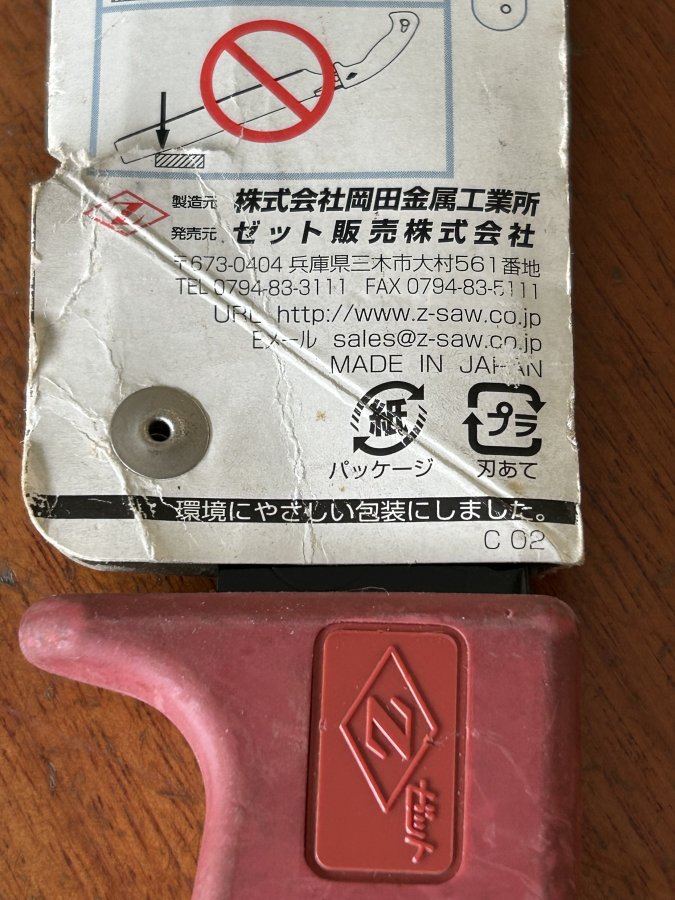 Z
製造元 株式会社岡田金属工業所
発売元 ゼット販売株式会社
〒673-0404 兵庫県三木市大村561番地
TEL 0794-83-3111 FAX 0794-83-5111
URL http://www.z-saw.co.jp
Eメール sales@z-saw.co.jp
MADE IN JAPAN
紙 プラ
パッケージ 刃あて
環境にやさしい包装にしました。
C 02
Z
ゼット